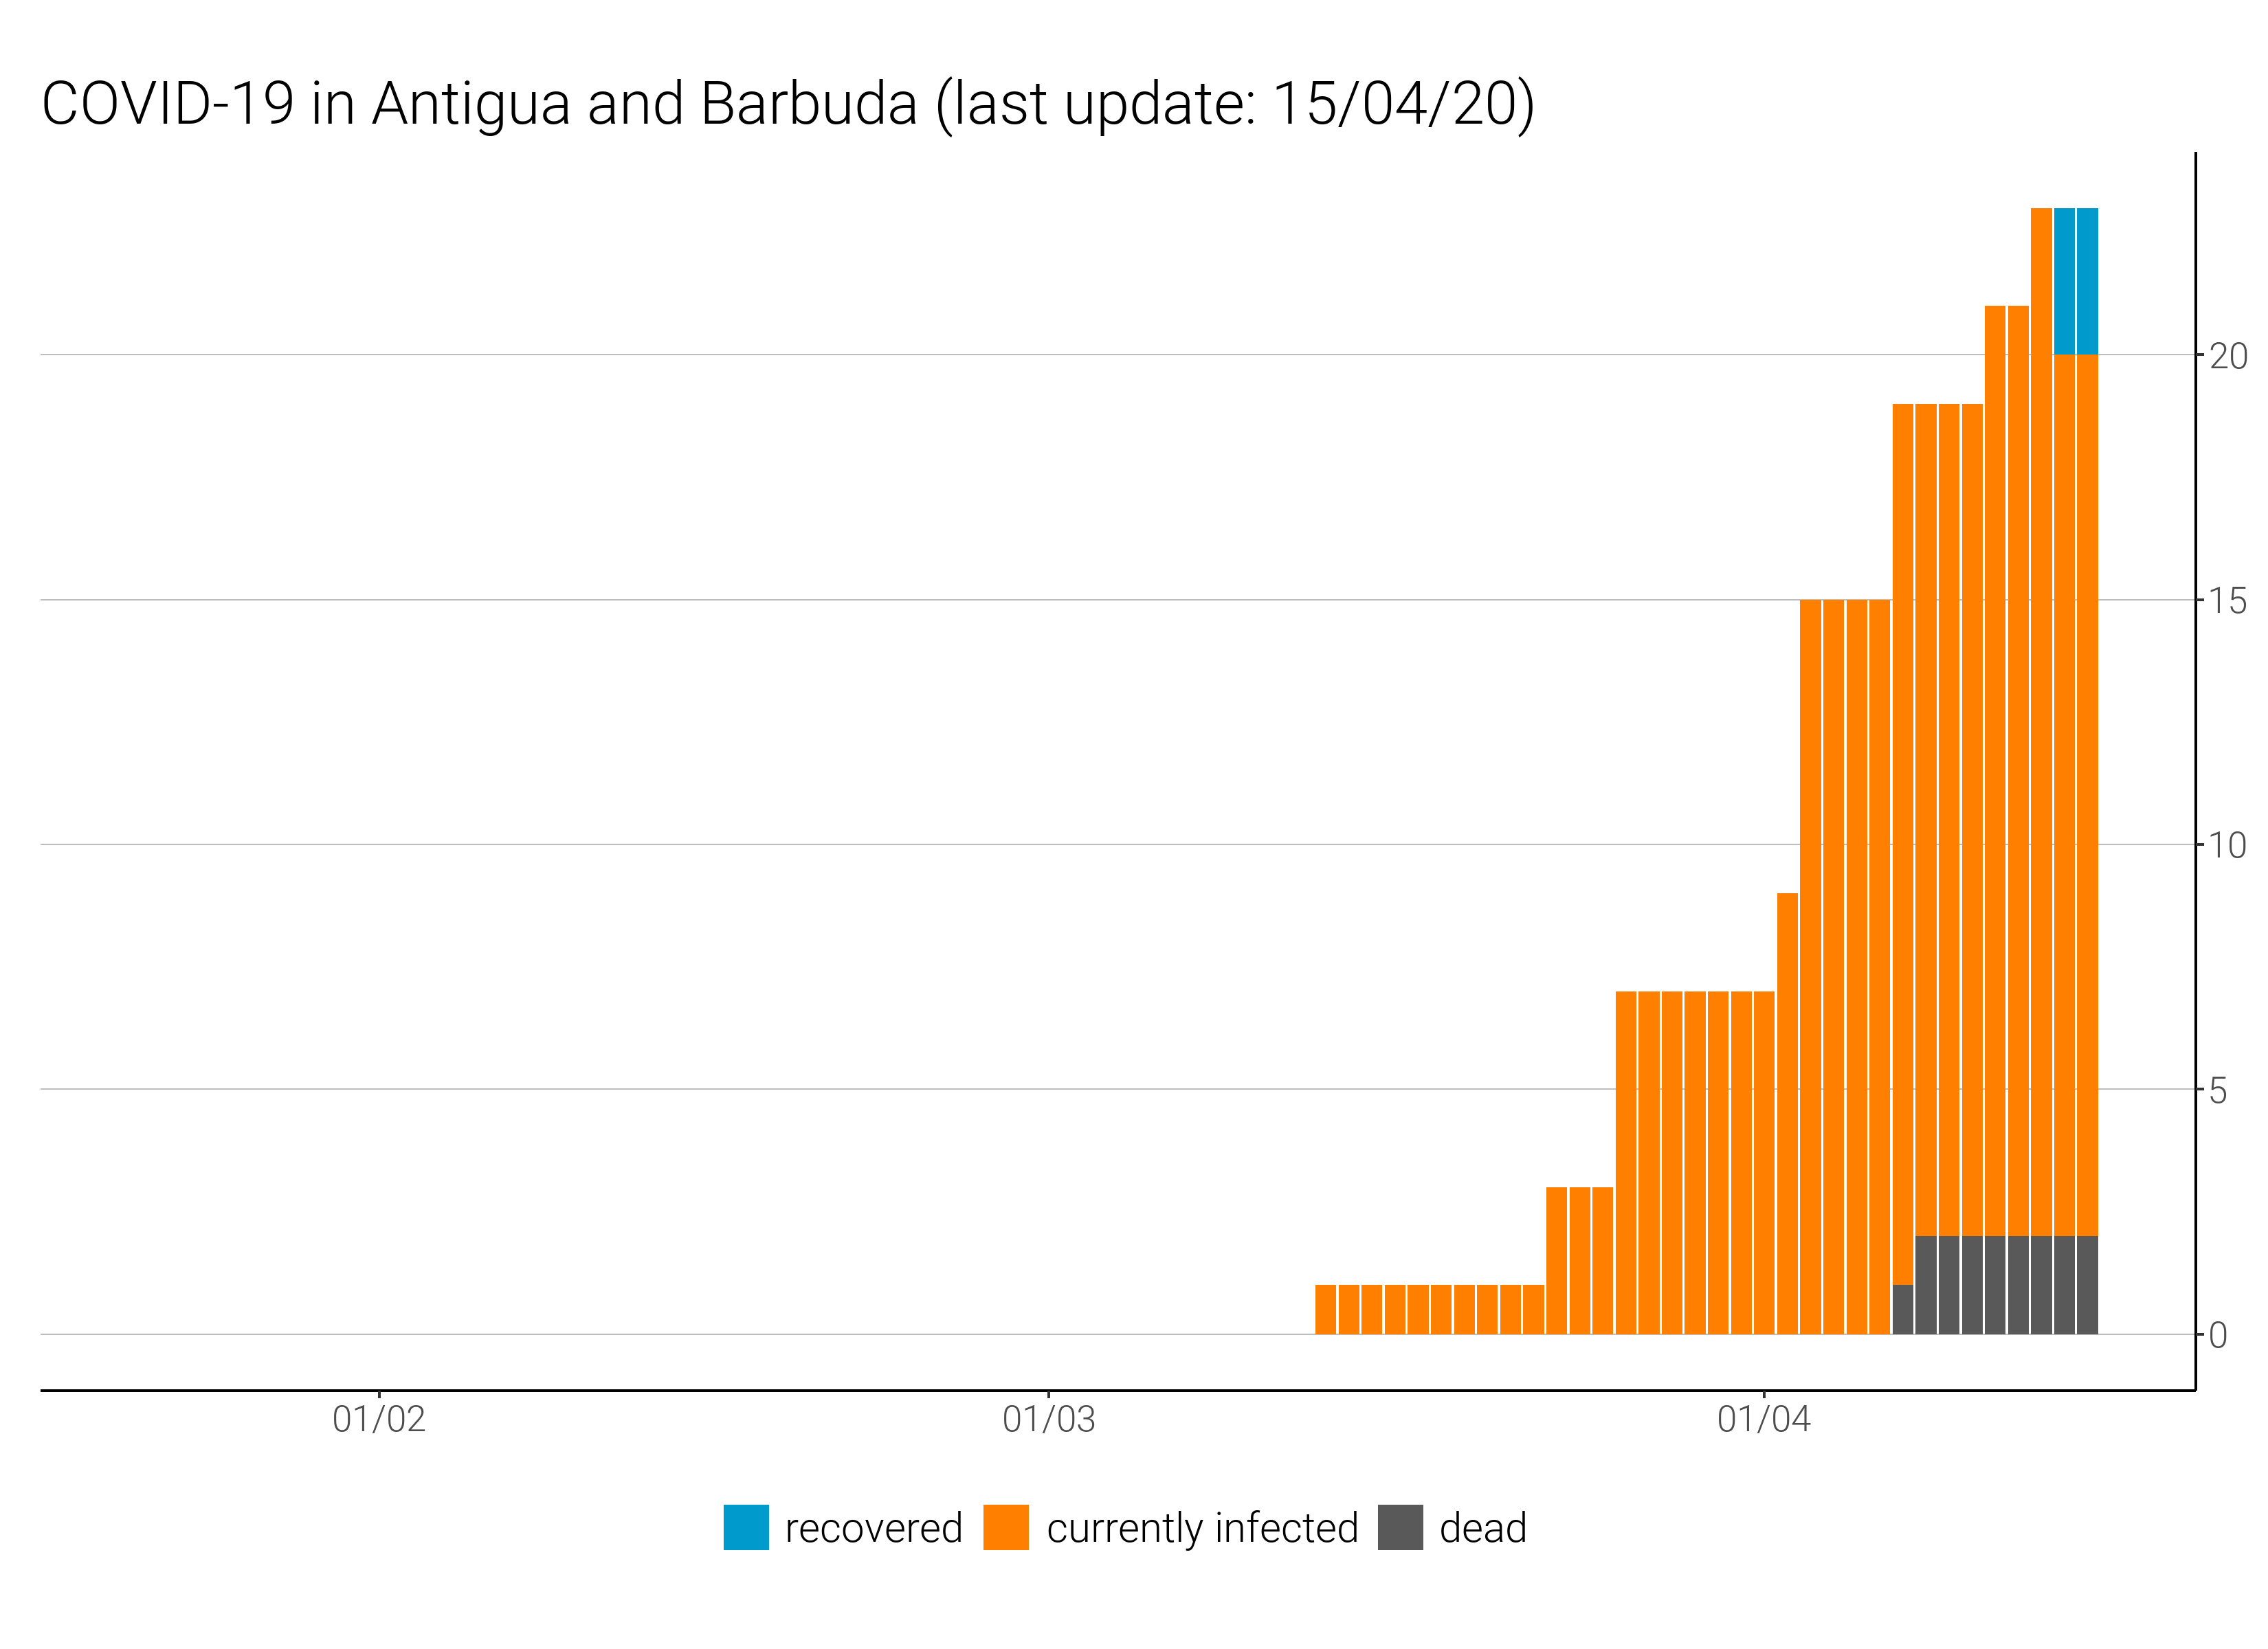 COVID-19 in Antigua and Barbuda (last update: 15/04/20)
20
15
10
5
0
01/02 01/03 01/04
recovered currently infected dead